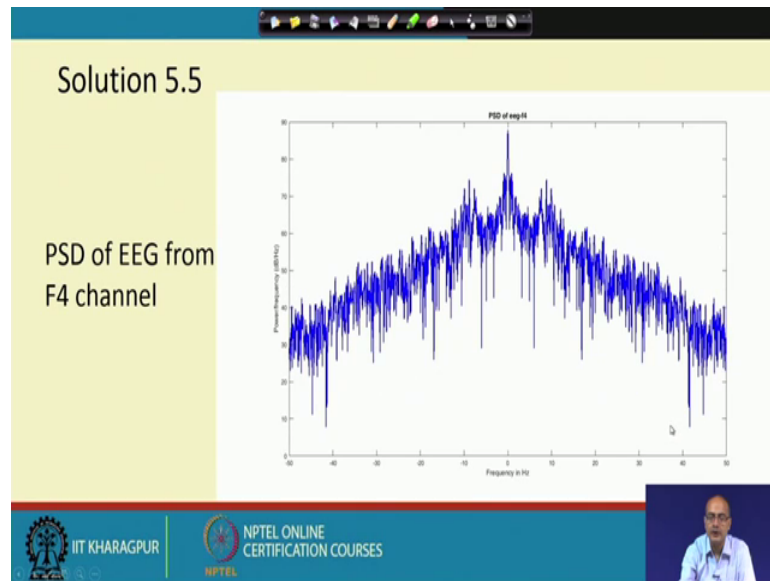 Solution 5.5
PSD of EEG from
F4 channel
PSD of eeg-f4
Power/frequency (dB/Hz)
90
80
70
60
50
40
30
20
10
0
-50 -40 -30 -20 -10 0 10 20 30 40 50
Frequency in Hz
IIT KHARAGPUR
NPTEL
NPTEL ONLINE
CERTIFICATION COURSES